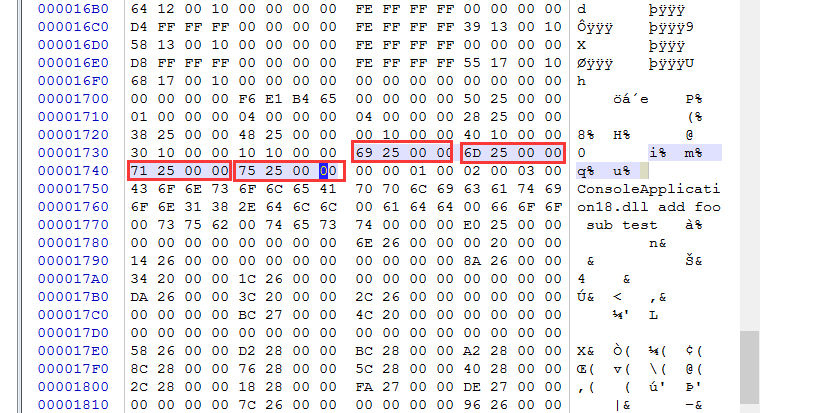 000016B0 64 12 00 10 00 00 00 00 FE FF FF FF 00 00 00 00 d þÿÿÿ
000016C0 D4 FF FF FF 00 00 00 00 FE FF FF FF 39 13 00 10 Ôÿÿÿ þÿÿÿ9
000016D0 58 13 00 10 00 00 00 00 FE FF FF FF 00 00 00 00 X þÿÿÿ
000016E0 D8 FF FF FF 00 00 00 00 FE FF FF FF 55 17 00 10 Øÿÿÿ þÿÿÿU
000016F0 68 17 00 10 00 00 00 00 00 00 00 00 00 00 00 00 h
00001700 00 00 00 00 F6 E1 B4 65 00 00 00 00 50 25 00 00 öá´e P%
00001710 01 00 00 00 04 00 00 00 04 00 00 00 28 25 00 00 (%
00001720 38 25 00 00 48 25 00 00 00 10 00 00 40 10 00 00 8% H% @
00001730 30 10 00 00 10 10 00 00 69 25 00 00 6D 25 00 00 0 i% m%
00001740 71 25 00 00 75 25 00 00 00 00 01 00 02 00 03 00 q% u%
00001750 43 6F 6E 73 6F 6C 65 41 70 70 6C 69 63 61 74 69 ConsoleApplicati
00001760 6F 6E 31 38 2E 64 6C 6C 00 61 64 64 00 66 6F 6F on18.dll add foo
00001770 00 73 75 62 00 74 65 73 74 00 00 00 E0 25 00 00 sub test à%
00001780 00 00 00 00 00 00 00 00 6E 26 00 00 00 20 00 00 n&
00001790 14 26 00 00 00 00 00 00 00 00 00 00 8A 26 00 00 & Š&
000017A0 34 20 00 00 1C 26 00 00 00 00 00 00 00 00 00 00 4 &
000017B0 DA 26 00 00 3C 20 00 00 2C 26 00 00 00 00 00 00 Ú& < ,&
000017C0 00 00 00 00 BC 27 00 00 4C 20 00 00 00 00 00 00 ¼' L
000017D0 00 00 00 00 00 00 00 00 00 00 00 00 00 00 00 00
000017E0 58 26 00 00 D2 28 00 00 BC 28 00 00 A2 28 00 00 X& Ò( ¼( ¢(
000017F0 8C 28 00 00 76 28 00 00 5C 28 00 00 40 28 00 00 Œ( v( \( @(
00001800 2C 28 00 00 18 28 00 00 FA 27 00 00 DE 27 00 00 ,( ( ú' Þ'
00001810 00 00 00 00 7C 26 00 00 00 00 00 00 96 26 00 00 |& –&